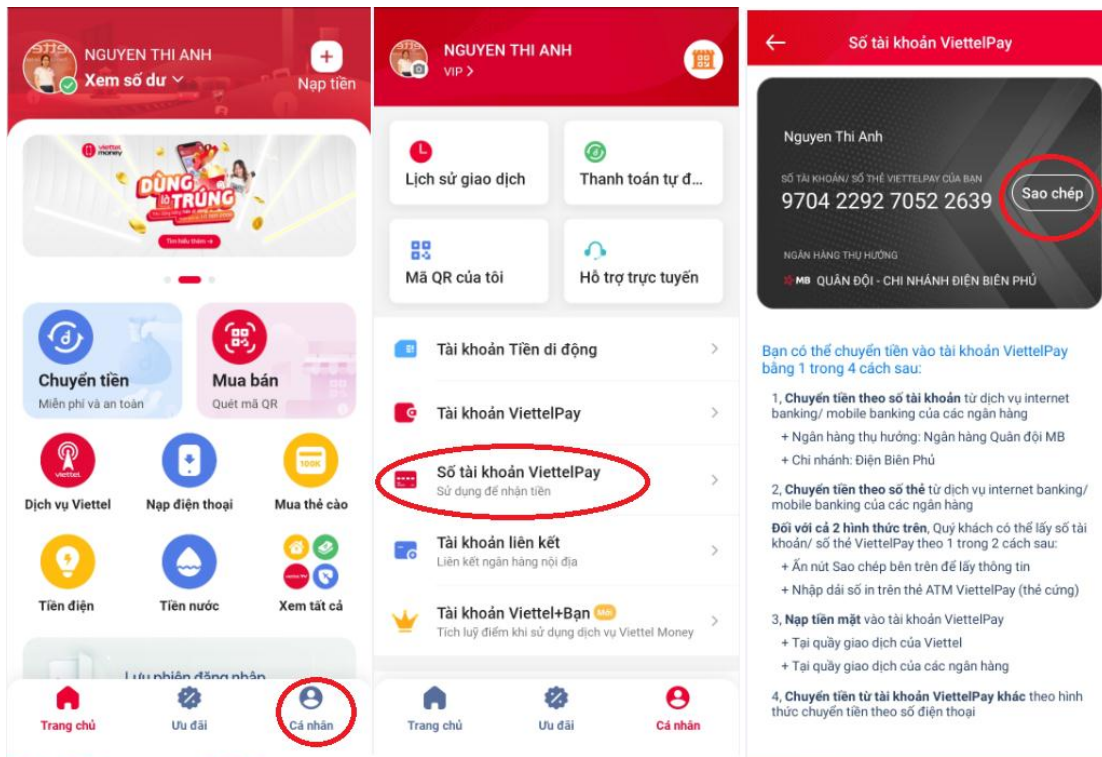 NGUYEN THI ANH
Xem số dư
Nạp tiền
viettel
money
DÙNG
là
TRÚNG
Tìm hiểu thêm
Chuyển tiền
Miễn phí và an toàn
Mua bán
Quét mã QR
viettel
100K
Dịch vụ Viettel
Nạp điện thoại
Mua thẻ cào
Tiền điện
Tiền nước
Xem tất cả
Lưu phiên đăng nhập
Trang chủ
Ưu đãi
Cá nhân
NGUYEN THI ANH
VIP >
Lịch sử giao dịch
Thanh toán tự đ...
Mã QR của tôi
Hỗ trợ trực tuyến
Tài khoản Tiền di động
Tài khoản ViettelPay
Số tài khoản ViettelPay
Sử dụng để nhận tiền
Tài khoản liên kết
Liên kết ngân hàng nội địa
Tài khoản Viettel+Bạn Mới
Tích luỹ điểm khi sử dụng dịch vụ Viettel Money
Trang chủ
Ưu đãi
Cá nhân
Số tài khoản ViettelPay
Nguyen Thi Anh
SỐ TÀI KHOẢN/ SỐ THẺ VIETTELPAY CỦA BẠN
9704 2292 7052 2639
Sao chép
NGÂN HÀNG THỤ HƯỞNG
MB QUÂN ĐỘI - CHI NHÁNH ĐIỆN BIÊN PHỦ
Bạn có thể chuyển tiền vào tài khoản ViettelPay
bằng 1 trong 4 cách sau:
1, Chuyển tiền theo số tài khoản từ dịch vụ internet
banking/ mobile banking của các ngân hàng
+ Ngân hàng thụ hưởng: Ngân hàng Quân đội MB
+ Chi nhánh: Điện Biên Phủ
2, Chuyển tiền theo số thẻ từ dịch vụ internet banking/
mobile banking của các ngân hàng
Đối với cả 2 hình thức trên, Quý khách có thể lấy số tài
khoản/ số thẻ ViettelPay theo 1 trong 2 cách sau:
+ Ấn nút Sao chép bên trên để lấy thông tin
+ Nhập dải số in trên thẻ ATM ViettelPay (thẻ cứng)
3, Nạp tiền mặt vào tài khoản ViettelPay
+ Tại quầy giao dịch của Viettel
+ Tại quầy giao dịch của các ngân hàng
4, Chuyển tiền từ tài khoản ViettelPay khác theo hình
thức chuyển tiền theo số điện thoại